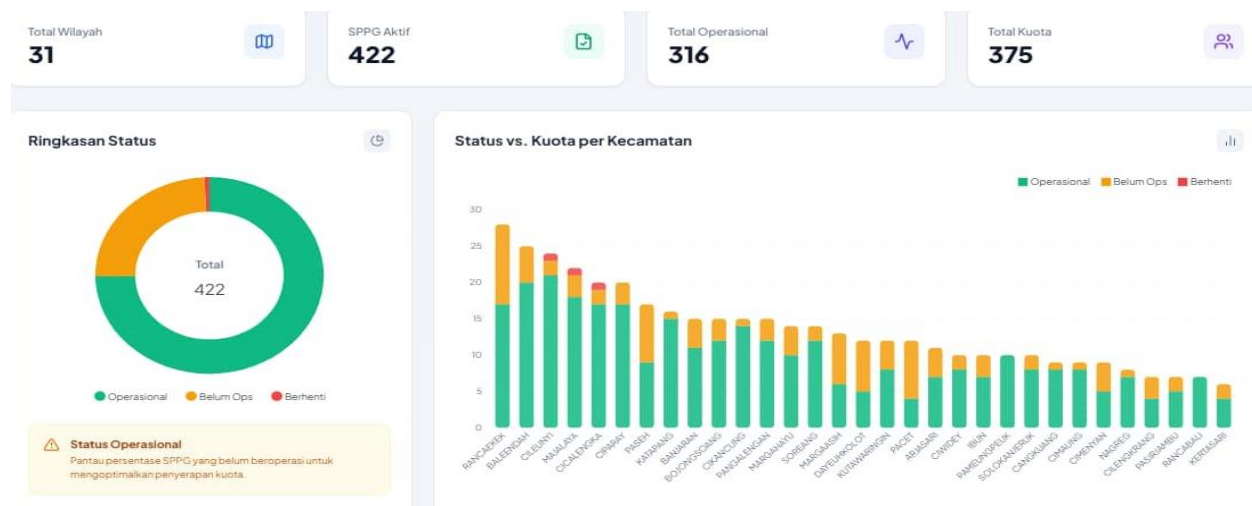 Total Wilayah
31
SPPG Aktif
422
Total Operasional
316
Total Kuota
375
Ringkasan Status
Total
422
Operasional
Belum Ops
Berhenti
Status Operasional
Pantau persentase SPPG yang belum beroperasi untuk
mengoptimalkan penyerapan kuota.
Status vs. Kuota per Kecamatan
Operasional
Belum Ops
Berhenti
30
25
20
15
10
5
0
RANCAEKEK
BALEENDAH
CILEUNYI
MAJALAYA
CICALENGKA
CIPARAY
PASEH
KATAPANG
BANJARAN
BOJONGSOANG
CIKANCUNG
PANGALENGAN
MARGAHAYU
SOREANG
MARGAASIH
DAYEUHKOLOT
KUTAWARINGIN
PACET
ARJASARI
CIWIDEY
IBUN
PAMEUNGPEUK
SOLOKANJERUK
CANGKUANG
CIMAUNG
CIMENYAN
NAGREG
CILENGKRANG
PASIRJAMBU
RANCABALI
KERTASARI